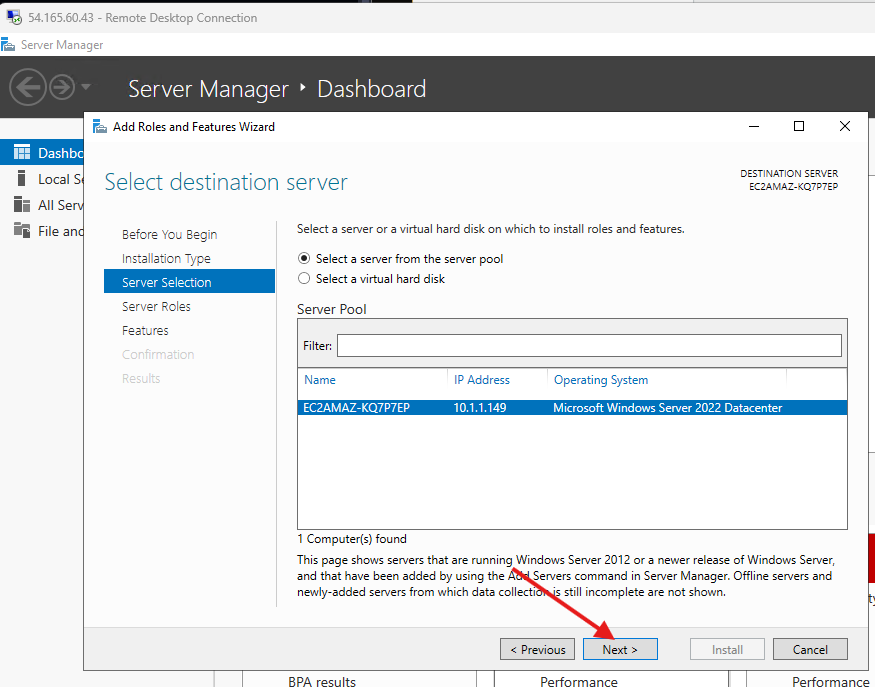 54.165.60.43 - Remote Desktop Connection
Server Manager
Server Manager ‣ Dashboard
Add Roles and Features Wizard
Dashbo
Local Se
All Serv
File and
Select destination server
DESTINATION SERVER
EC2AMAZ-KQ7P7EP
Before You Begin
Installation Type
Server Selection
Server Roles
Features
Confirmation
Results
Select a server or a virtual hard disk on which to install roles and features.
Select a server from the server pool
Select a virtual hard disk
Server Pool
Filter:
Name IP Address Operating System
EC2AMAZ-KQ7P7EP 10.1.1.149 Microsoft Windows Server 2022 Datacenter
1 Computer(s) found
This page shows servers that are running Windows Server 2012 or a newer release of Windows Server,
and that have been added by using the Add Servers command in Server Manager. Offline servers and
newly-added servers from which data collection is still incomplete are not shown.
< Previous Next > Install Cancel
BPA results Performance Performance